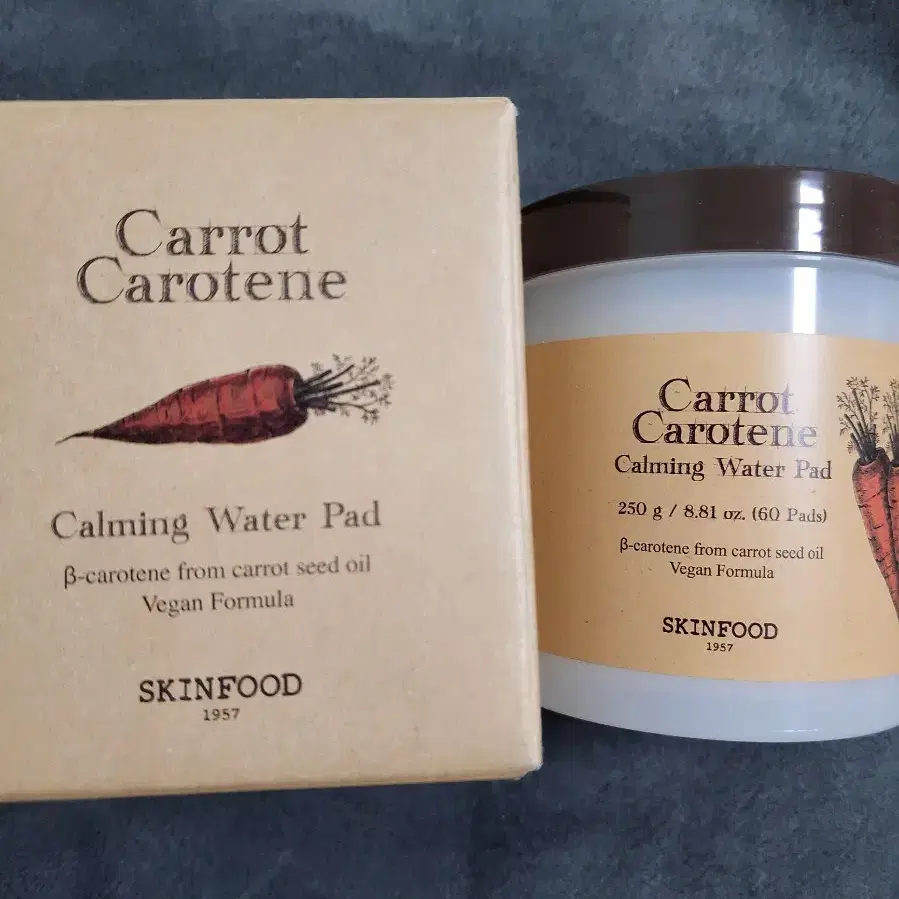 Carrot
Carotene
Calming Water Pad
β-carotene from carrot seed oil
Vegan Formula
SKINFOOD
1957
Carrot
Carotene
Calming Water Pad
250 g / 8.81 oz. (60 Pads)
β-carotene from carrot seed oil
Vegan Formula
SKINFOOD
1957